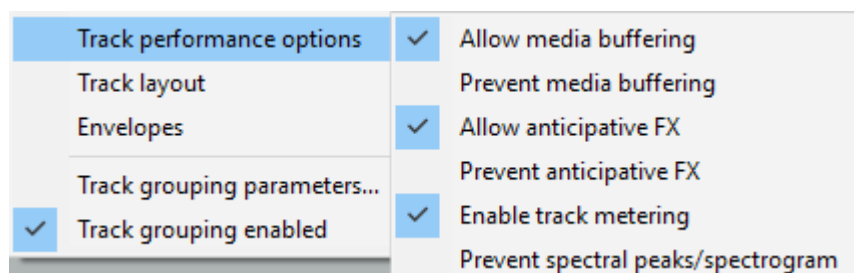 Track performance options
Track layout
Envelopes
Track grouping parameters...
Track grouping enabled
Allow media buffering
Prevent media buffering
Allow anticipative FX
Prevent anticipative FX
Enable track metering
Prevent spectral peaks/spectrogram